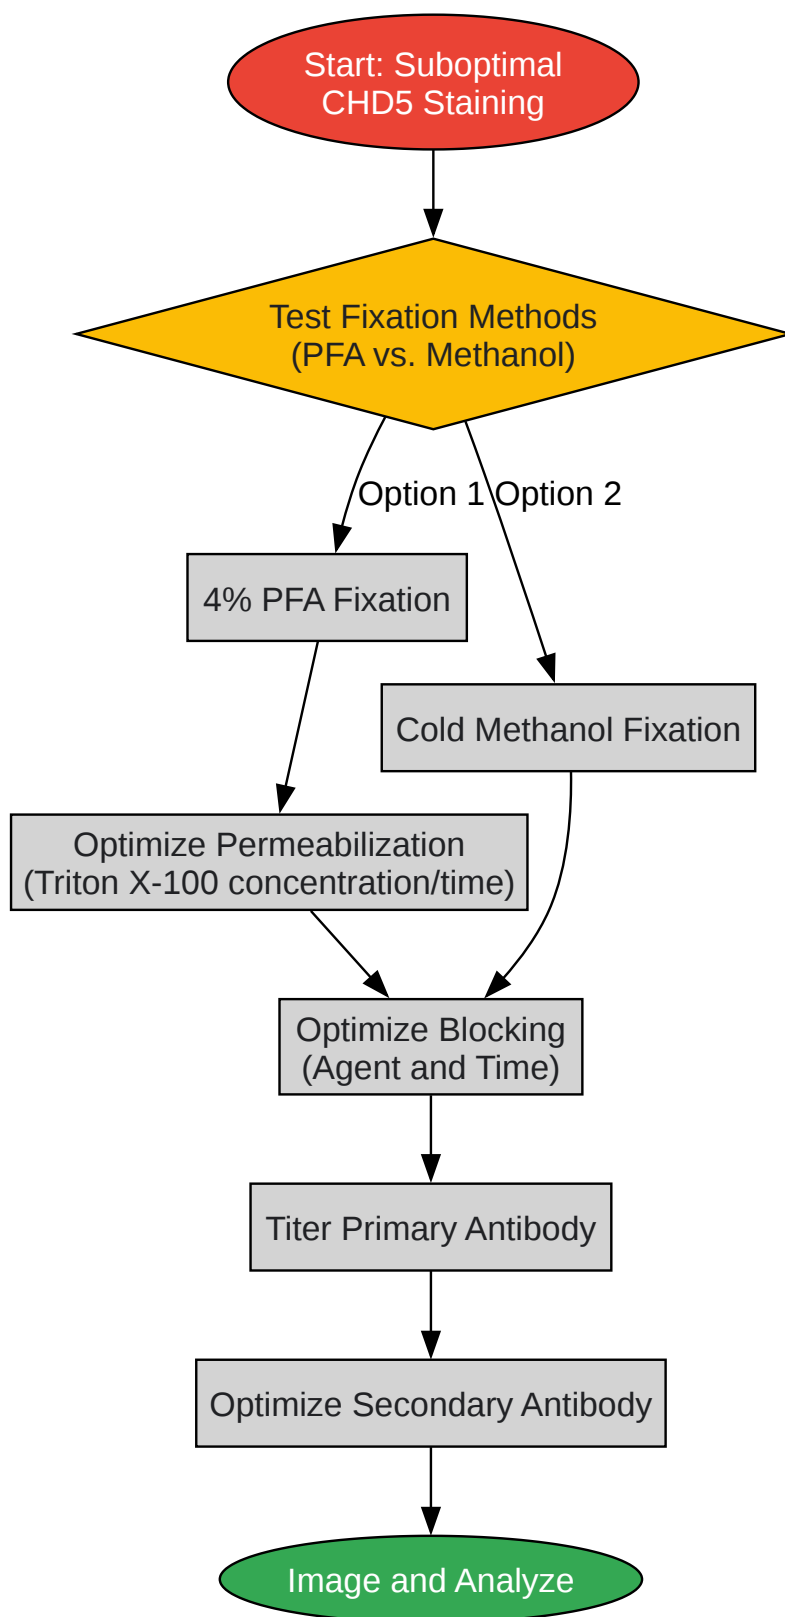 Start: Suboptimal
CHD5 Staining
Test Fixation Methods
(PFA vs. Methanol)
Option 1
Option 2
4% PFA Fixation
Cold Methanol Fixation
Optimize Permeabilization
(Triton X-100 concentration/time)
Optimize Blocking
(Agent and Time)
Titer Primary Antibody
Optimize Secondary Antibody
Image and Analyze